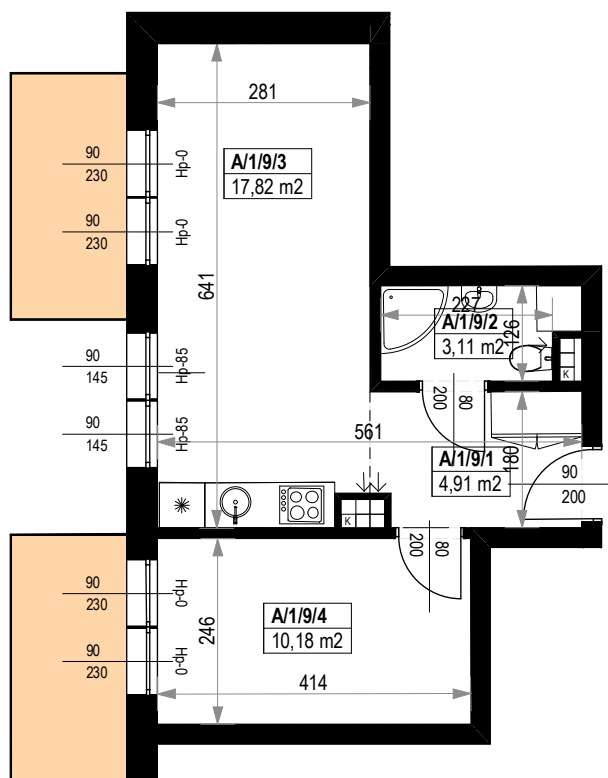 281
A/1/9/3
17,82 m2
90
230
Hp-0
90
230
Hp-0
641
227
A/1/9/2
3,11 m2
126
K
90
145
Hp-85
90
145
Hp-85
561
80
200
A/1/9/1
4,91 m2
180
90
200
K
80
200
90
230
Hp-0
90
230
Hp-0
246
A/1/9/4
10,18 m2
414